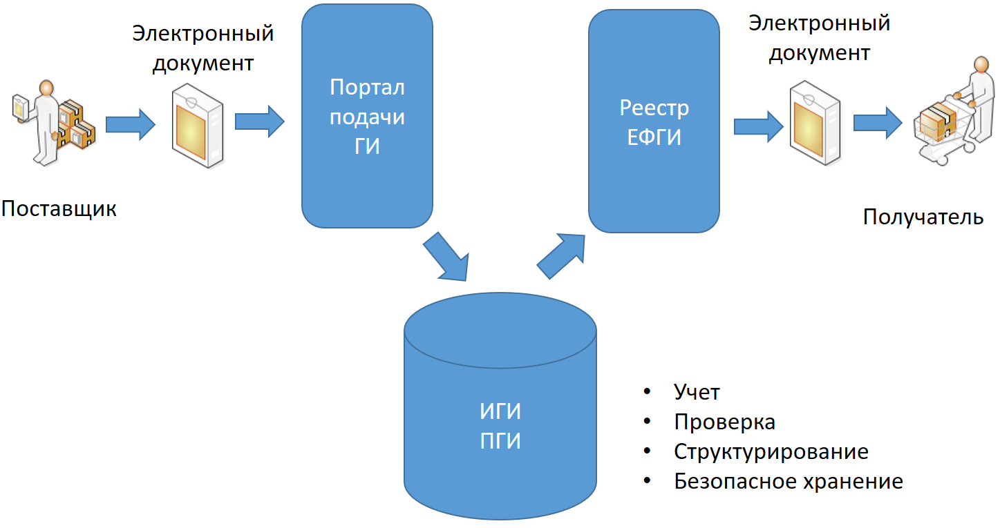 Электронный
документ
Поставщик
Портал
подачи
ГИ
Реестр
ЕФГИ
Электронный
документ
Получатель
ИГИ
ПГИ
• Учет
• Проверка
• Структурирование
• Безопасное хранение